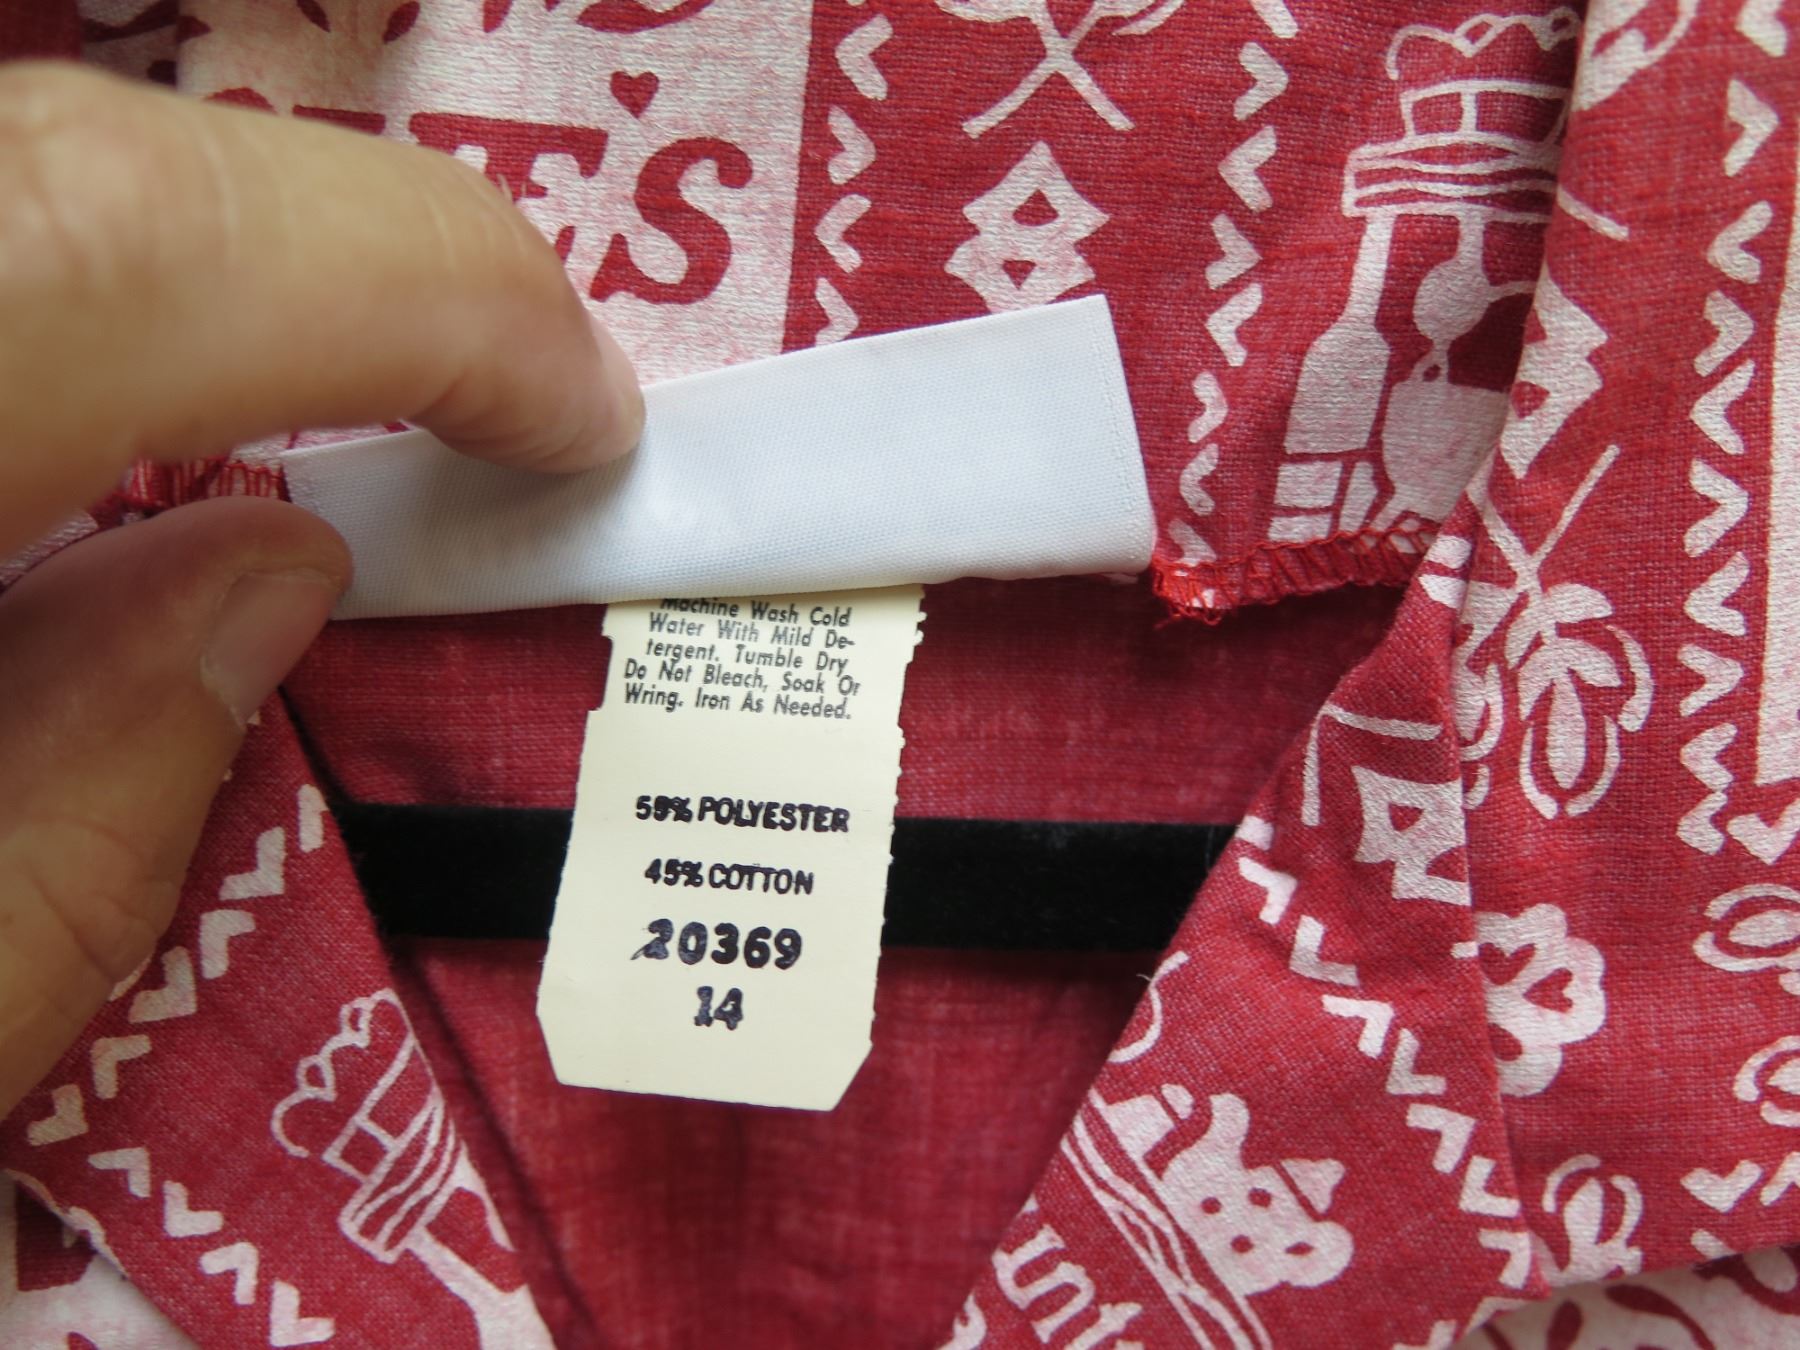 'S
Machine Wash Cold
Water With Mild De-
tergent. Tumble Dry
Do Not Bleach, Soak Or
Wring. Iron As Needed.
55% POLYESTER
45% COTTON
20369
14